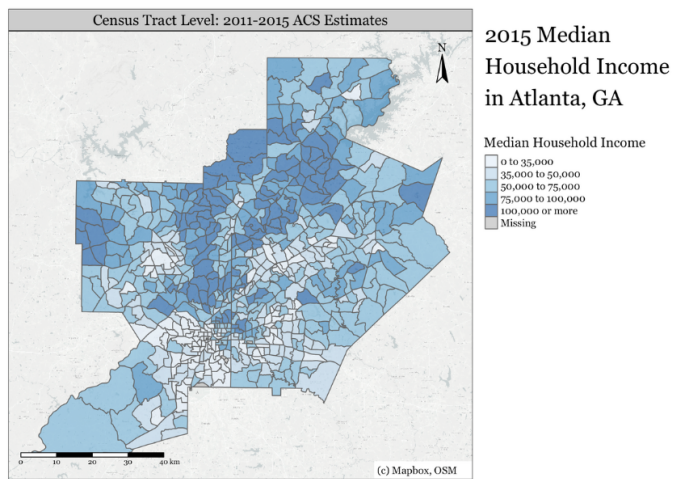 Census Tract Level: 2011-2015 ACS Estimates
N
2015 Median
Household Income
in Atlanta, GA
Median Household Income
0 to 35,000
35,000 to 50,000
50,000 to 75,000
75,000 to 100,000
100,000 or more
Missing
0 10 20 30 40 km
(c) Mapbox, OSM